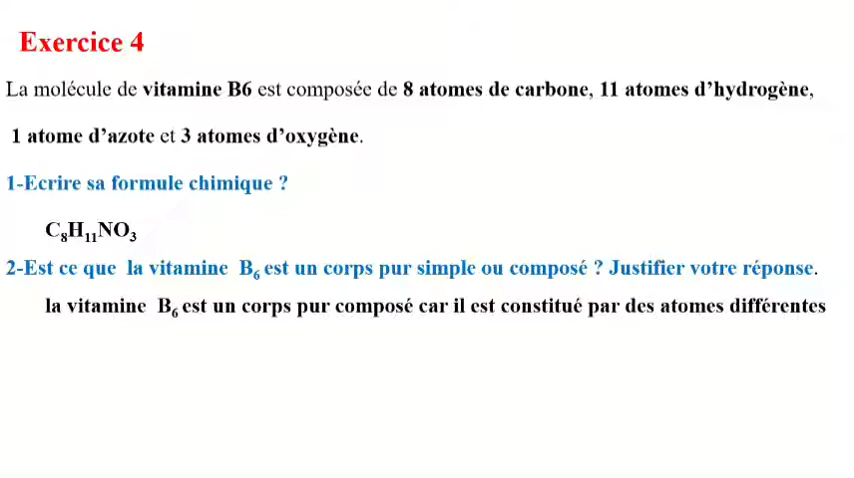 Exercice 4
La molécule de vitamine B6 est composée de 8 atomes de carbone, 11 atomes d’hydrogène,
1 atome d’azote et 3 atomes d’oxygène.
1-Ecrire sa formule chimique ?
C₈H₁₁NO₃
2-Est ce que la vitamine B₆ est un corps pur simple ou composé ? Justifier votre réponse.
la vitamine B₆ est un corps pur composé car il est constitué par des atomes différentes